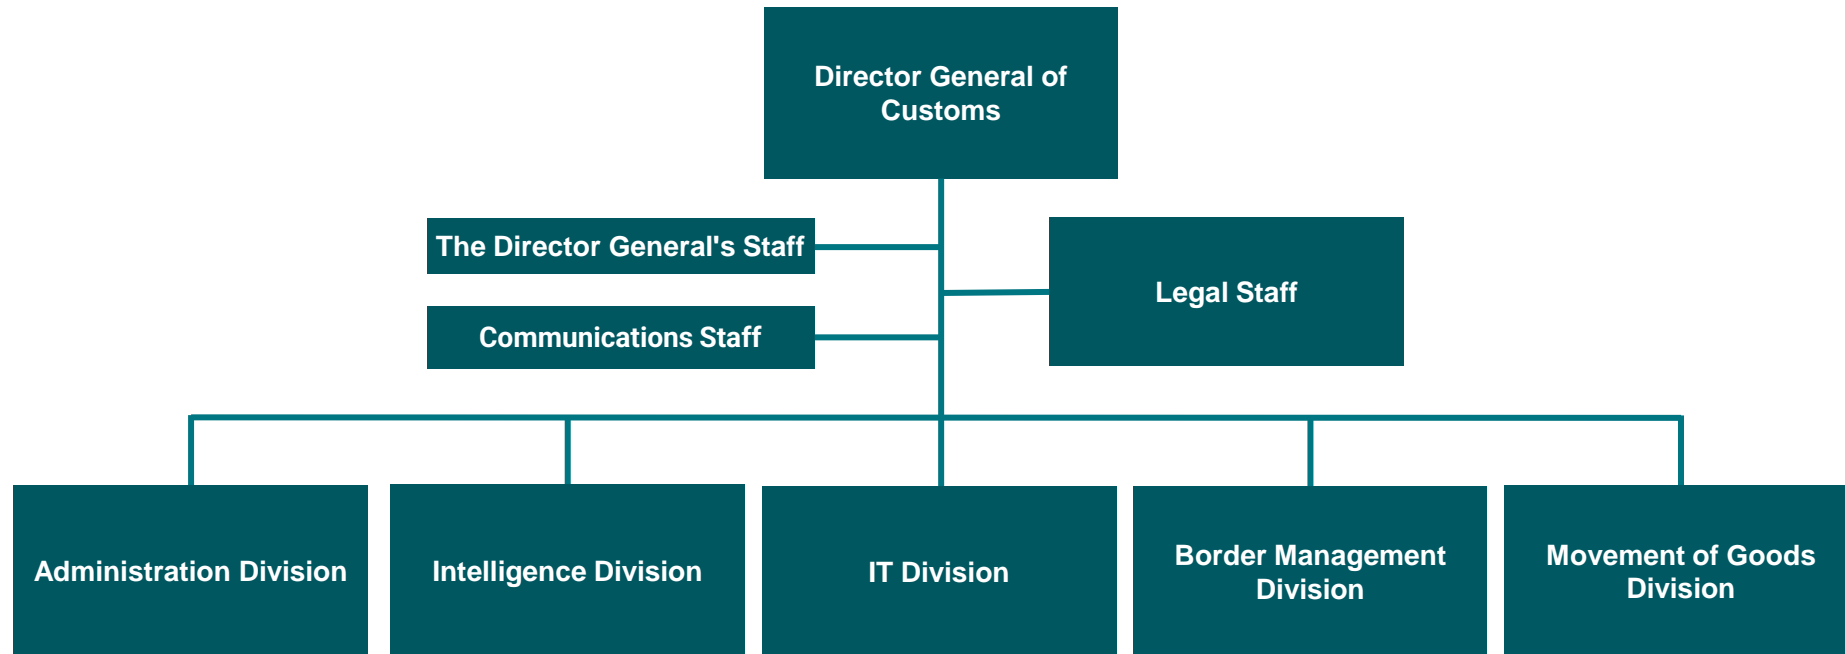 Director General of
Customs
The Director General's Staff
Legal Staff
Communications Staff
Administration Division
Intelligence Division
IT Division
Border Management
Division
Movement of Goods
Division